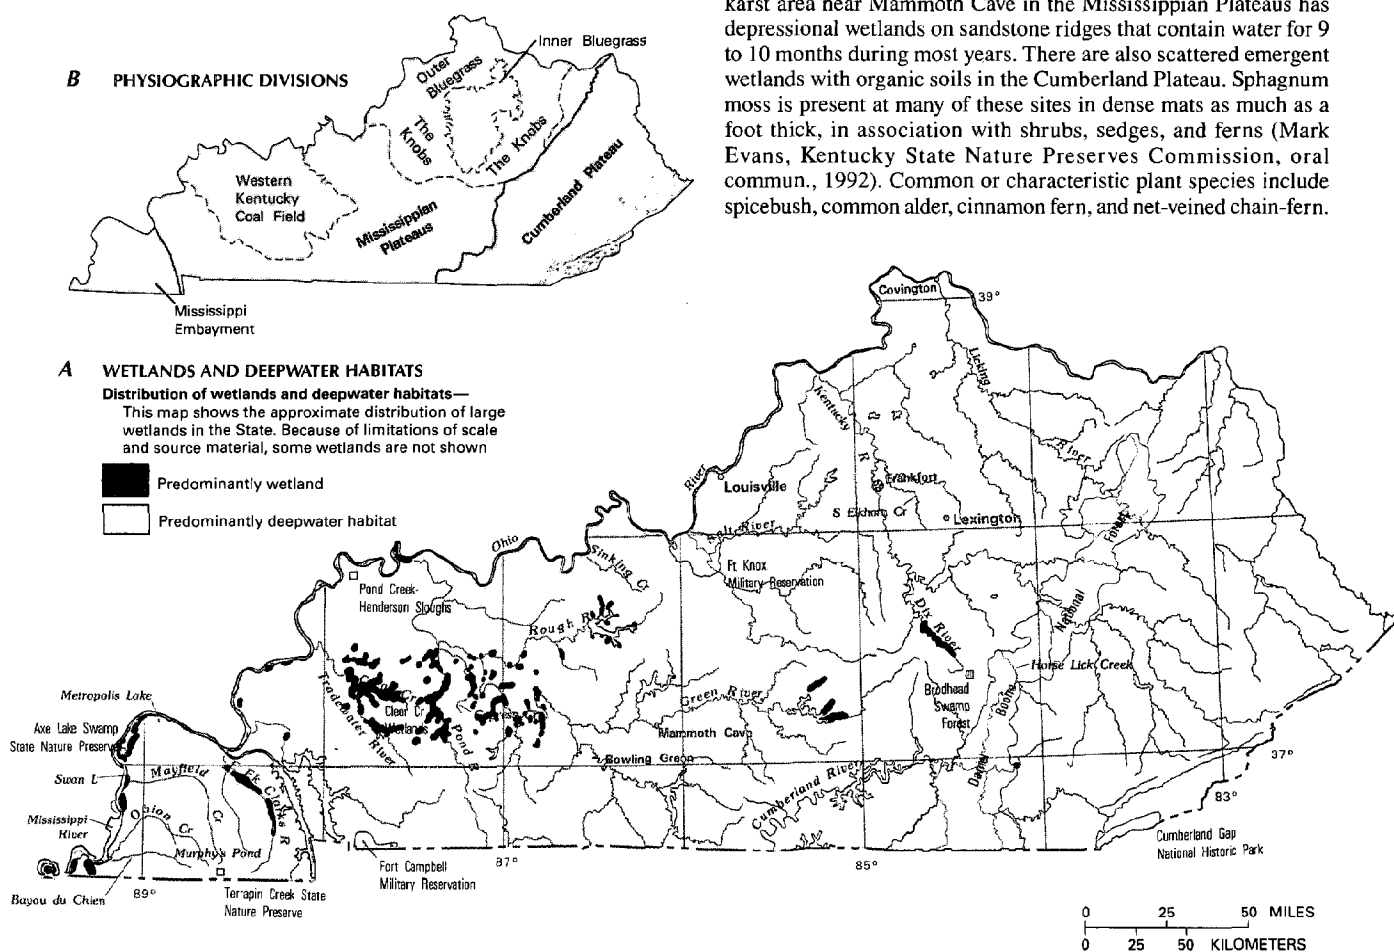 karst area near Mammoth Cave in the Mississippian Plateaus has
depressional wetlands on sandstone ridges that contain water for 9
to 10 months during most years. There are also scattered emergent
wetlands with organic soils in the Cumberland Plateau. Sphagnum
moss is present at many of these sites in dense mats as much as a
foot thick, in association with shrubs, sedges, and ferns (Mark
Evans, Kentucky State Nature Preserves Commission, oral
commun., 1992). Common or characteristic plant species include
spicebush, common alder, cinnamon fern, and net-veined chain-fern.
B PHYSIOGRAPHIC DIVISIONS
Inner Bluegrass
Outer
Bluegrass
The
Knobs
The Knobs
Western
Kentucky
Coal Field
Mississippian
Plateaus
Cumberland Plateau
Mississippi
Embayment
A WETLANDS AND DEEPWATER HABITATS
Distribution of wetlands and deepwater habitats—
This map shows the approximate distribution of large
wetlands in the State. Because of limitations of scale
and source material, some wetlands are not shown
Predominantly wetland
Predominantly deepwater habitat
Covington
39°
Licking
River
Kentucky
R
River
Louisville
Frankfort
S Elkhorn Cr
Lexington
Salt River
Ohio
Sinking Cr
Ft Knox
Military Reservation
Forest
National
Boone
Daniel
Pond Creek-
Henderson Sloughs
Rough R
Dix River
Horse Lick Creek
Brodhead
Swamp
Forest
Green River
Tradewater River
Clear Cr
Wetlands
Cypress
Pond R
Mammoth Cave
Bowling Green
Cumberland River
37°
83°
Metropolis Lake
Axe Lake Swamp
State Nature Preserve
Swan L
Mayfield
Cr
Obion Cr
Clarks R
Mississippi
River
Murphy's Pond
Bayou du Chien
89°
87°
85°
Terrapin Creek State
Nature Preserve
Fort Campbell
Military Reservation
Cumberland Gap
National Historic Park
0 25 50 MILES
0 25 50 KILOMETERS